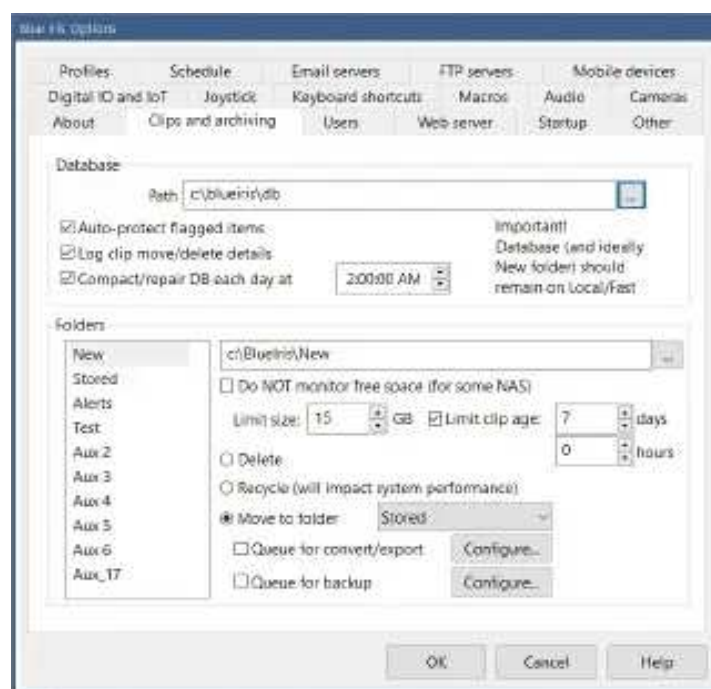 Blue Iris Options
Profiles Schedule Email servers FTP servers Mobile devices
Digital IO and IoT Joystick Keyboard shortcuts Macros Audio Cameras
About Clips and archiving Users Web server Startup Other
Database
Path c:\blueiris\db ...
Auto-protect flagged items
Log clip move/delete details
Compact/repair DB each day at 2:00:00 AM
Important!
Database (and ideally
New folder) should
remain on Local/Fast
Folders
New
Stored
Alerts
Test
Aux 2
Aux 3
Aux 4
Aux 5
Aux 6
Aux_17
c:\BlueIris\New ...
Do NOT monitor free space (for some NAS)
Limit size: 15 GB Limit clip age: 7 days
0 hours
Delete
Recycle (will impact system performance)
Move to folder Stored
Queue for convert/export Configure...
Queue for backup Configure...
OK Cancel Help